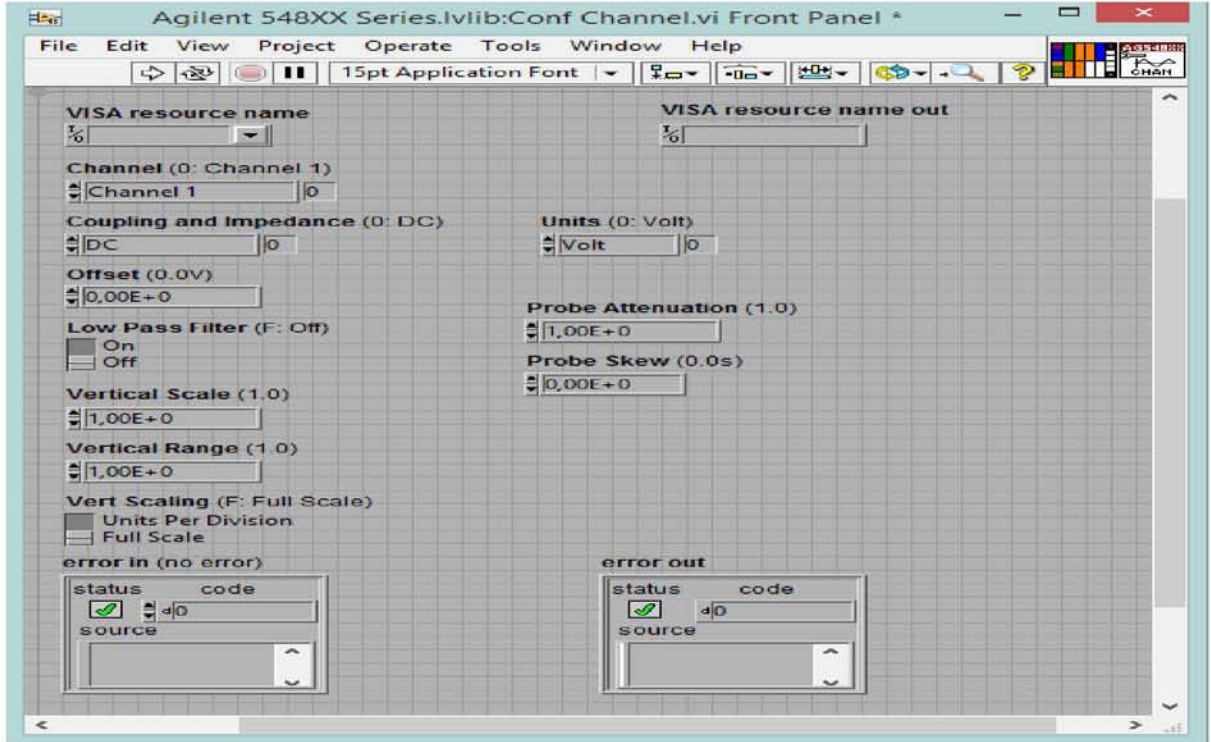 Agilent 548XX Series.lvlib:Conf Channel.vi Front Panel *
File Edit View Project Operate Tools Window Help
15pt Application Font
AG548XX
CHAN
VISA resource name
VISA resource name out
Channel (0: Channel 1)
Channel 1 0
Coupling and Impedance (0: DC)
Units (0: Volt)
DC 0
Volt 0
Offset (0.0V)
0,00E+0
Probe Attenuation (1.0)
1,00E+0
Low Pass Filter (F: Off)
On
Off
Probe Skew (0.0s)
0,00E+0
Vertical Scale (1.0)
1,00E+0
Vertical Range (1.0)
1,00E+0
Vert Scaling (F: Full Scale)
Units Per Division
Full Scale
error in (no error)
status code
d0
source
error out
status code
d0
source